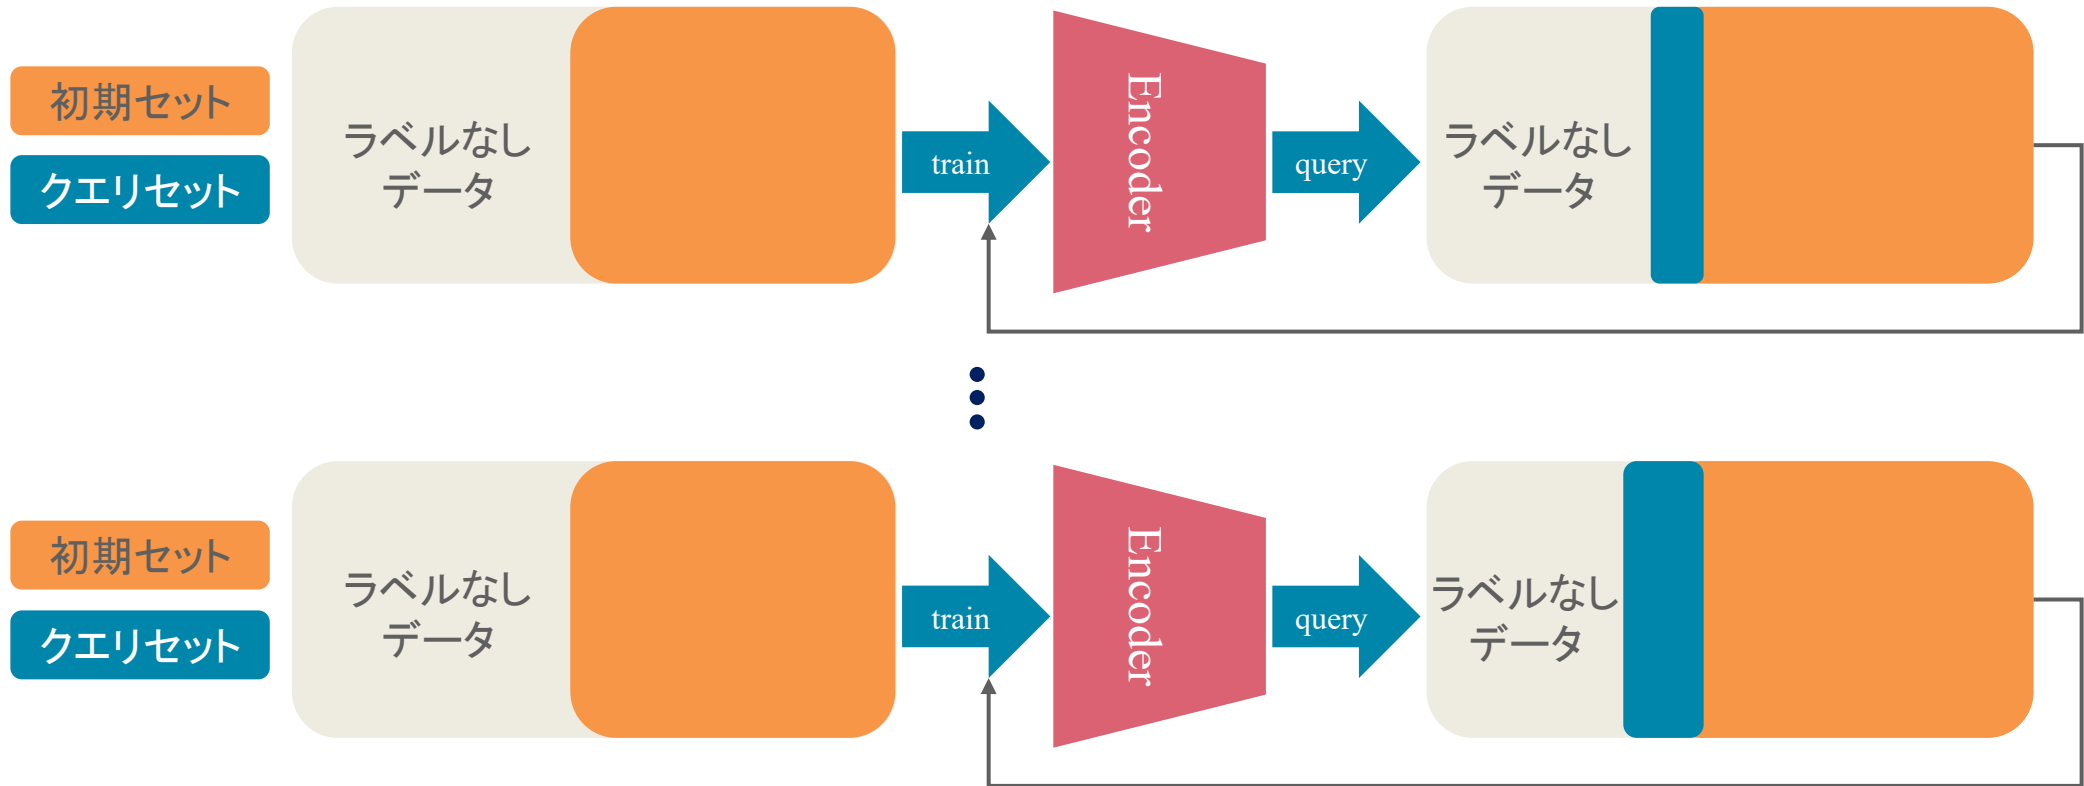 初期セット
クエリセット
ラベルなし
データ
train
Encoder
query
ラベルなし
データ
初期セット
クエリセット
ラベルなし
データ
train
Encoder
query
ラベルなし
データ